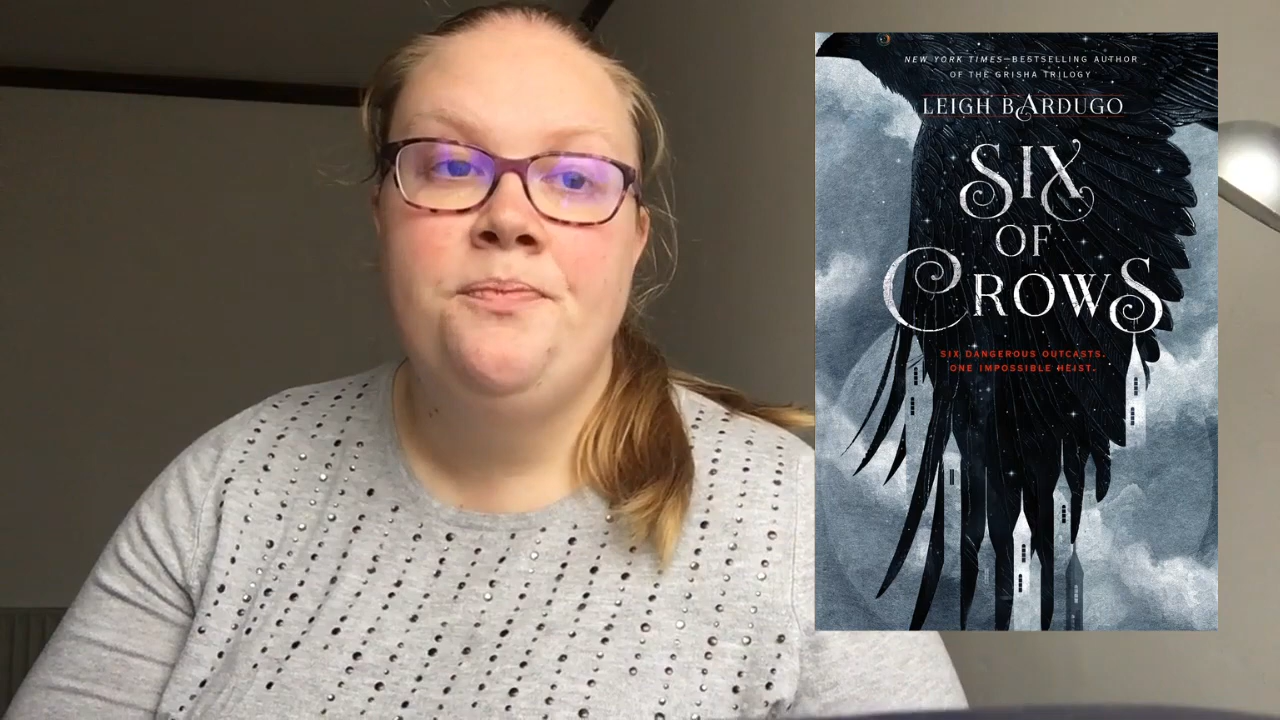 NEW YORK TIMES–BESTSELLING AUTHOR
OF THE GRISHA TRILOGY
LEIGH BARDUGO
SIX
OF
CROWS
SIX DANGEROUS OUTCASTS.
ONE IMPOSSIBLE HEIST.